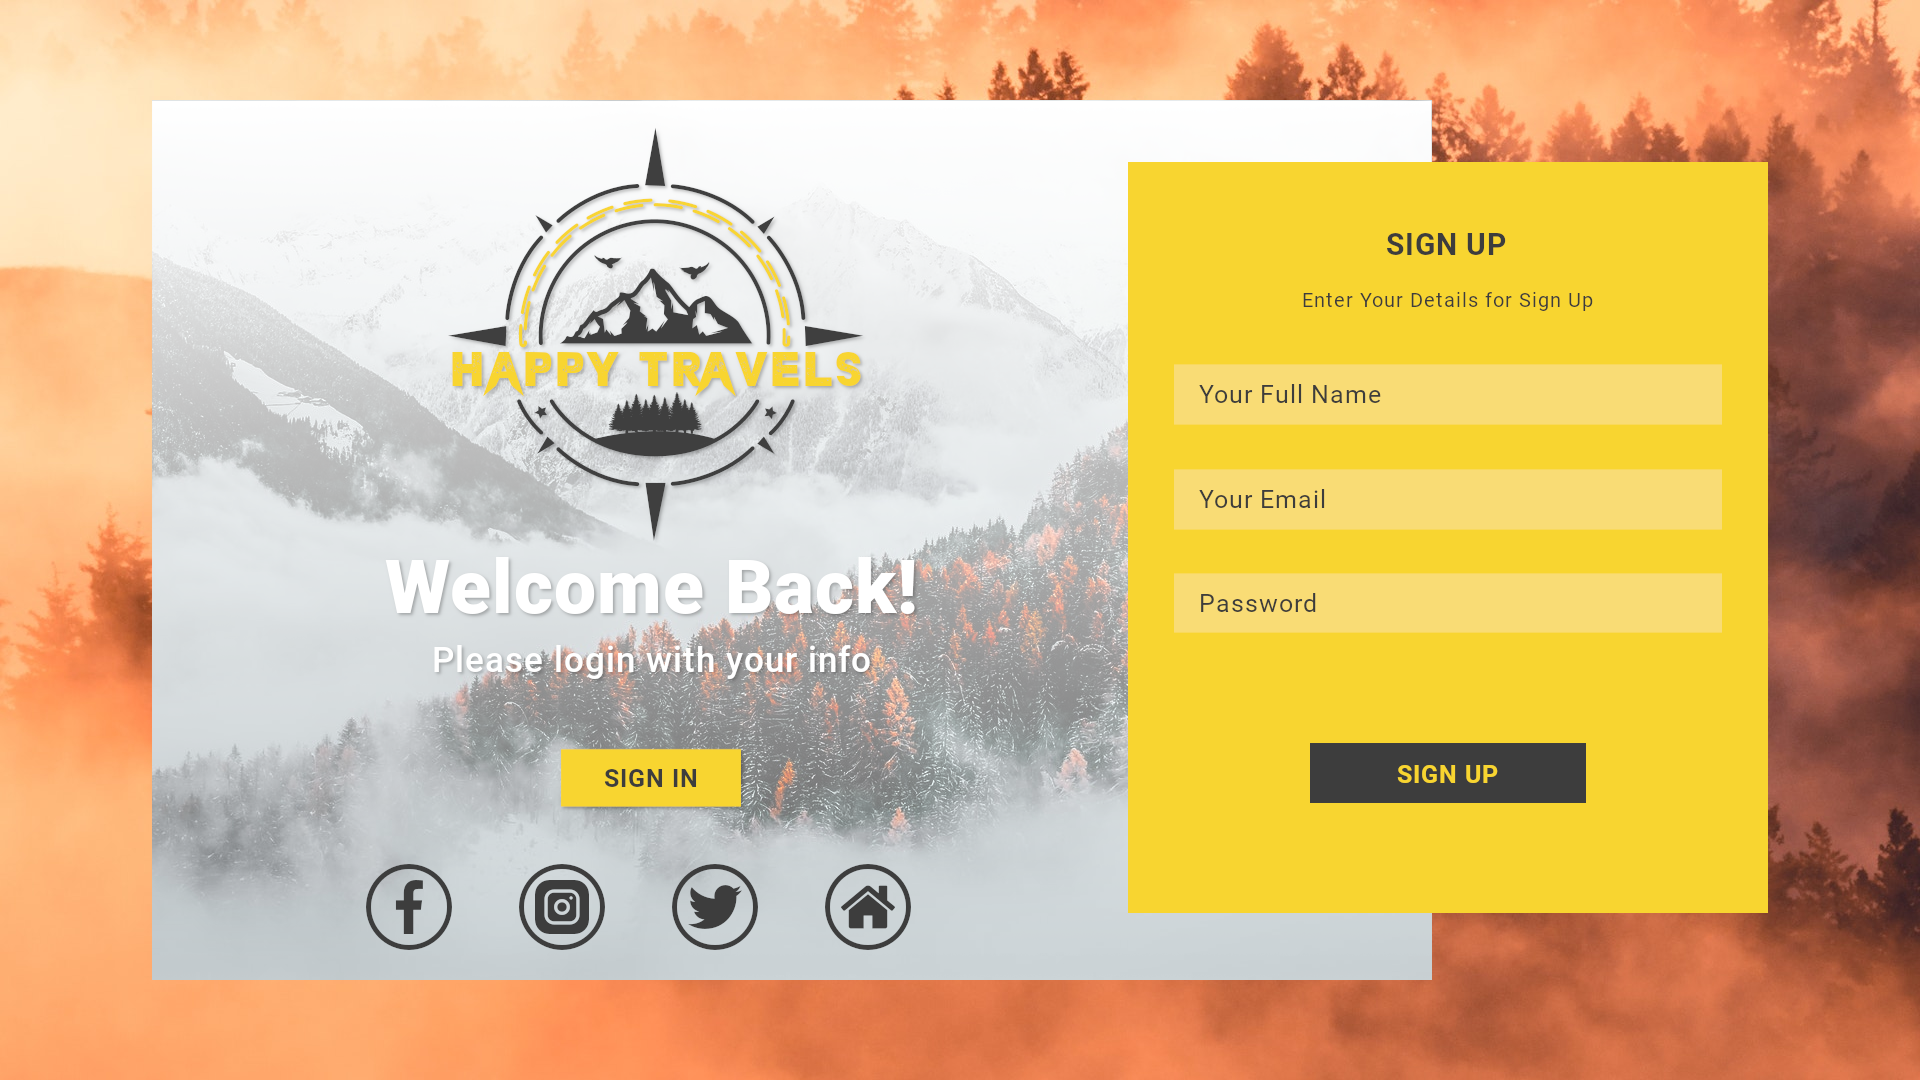 HAPPY TRAVELS
Welcome Back!
Please login with your info
SIGN IN
SIGN UP
Enter Your Details for Sign Up
Your Full Name
Your Email
Password
SIGN UP